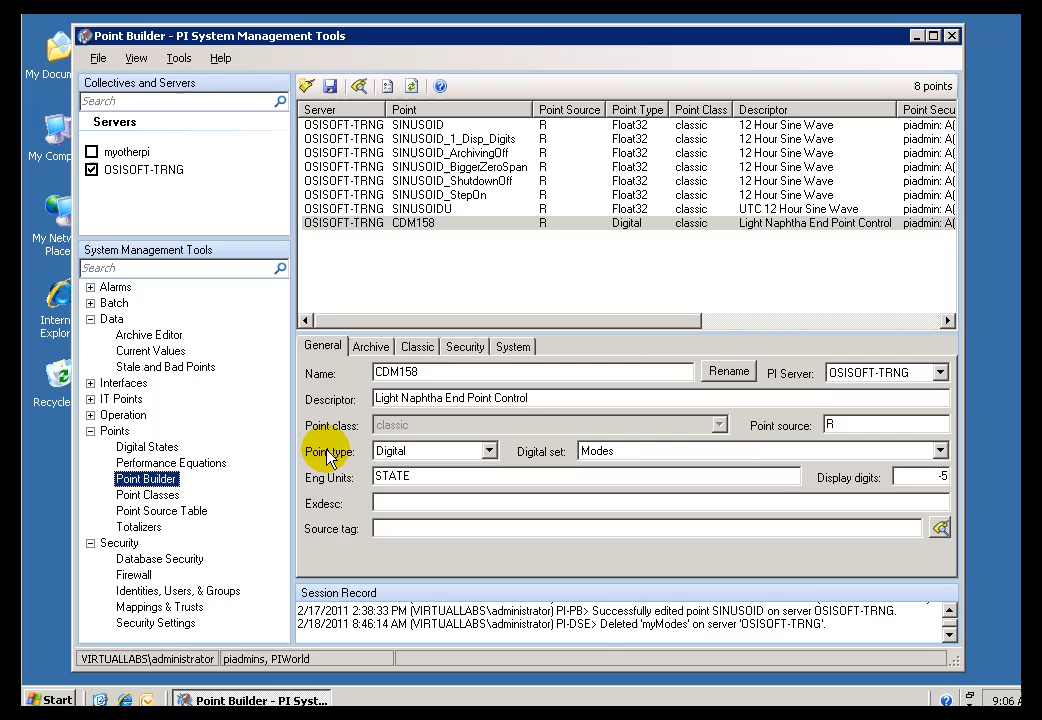 Point Builder - PI System Management Tools
File View Tools Help
Collectives and Servers
Search
Servers
myotherpi
OSISOFT-TRNG
System Management Tools
Search
Alarms
Batch
Data
Archive Editor
Current Values
Stale and Bad Points
Interfaces
IT Points
Operation
Points
Digital States
Performance Equations
Point Builder
Point Classes
Point Source Table
Totalizers
Security
Database Security
Firewall
Identities, Users, & Groups
Mappings & Trusts
Security Settings
8 points
Server Point Point Source Point Type Point Class Descriptor Point Secu
OSISOFT-TRNG SINUSOID R Float32 classic 12 Hour Sine Wave piadmin: A(
OSISOFT-TRNG SINUSOID_1_Disp_Digits R Float32 classic 12 Hour Sine Wave piadmin: A(
OSISOFT-TRNG SINUSOID_ArchivingOff R Float32 classic 12 Hour Sine Wave piadmin: A(
OSISOFT-TRNG SINUSOID_BiggerZeroSpan R Float32 classic 12 Hour Sine Wave piadmin: A(
OSISOFT-TRNG SINUSOID_ShutdownOff R Float32 classic 12 Hour Sine Wave piadmin: A(
OSISOFT-TRNG SINUSOID_StepOn R Float32 classic 12 Hour Sine Wave piadmin: A(
OSISOFT-TRNG SINUSOIDU R Float32 classic UTC 12 Hour Sine Wave piadmin: A(
OSISOFT-TRNG CDM158 R Digital classic Light Naphtha End Point Control piadmin: A(
General Archive Classic Security System
Name: CDM158 Rename PI Server: OSISOFT-TRNG
Descriptor: Light Naphtha End Point Control
Point class: classic Point source: R
Point type: Digital Digital set: Modes
Eng Units: STATE Display digits: -5
Exdesc:
Source tag:
Session Record
2/17/2011 2:38:33 PM (VIRTUALLABS\administrator) PI-PB> Successfully edited point SINUSOID on server OSISOFT-TRNG.
2/18/2011 8:46:14 AM (VIRTUALLABS\administrator) PI-DSE> Deleted 'myModes' on server 'OSISOFT-TRNG'.
VIRTUALLABS\administrator piadmins, PIWorld
My Docum
My Comp
My Netw
Place
Intern
Explor
Recycle
Start Point Builder - PI Syst... 9:06 A